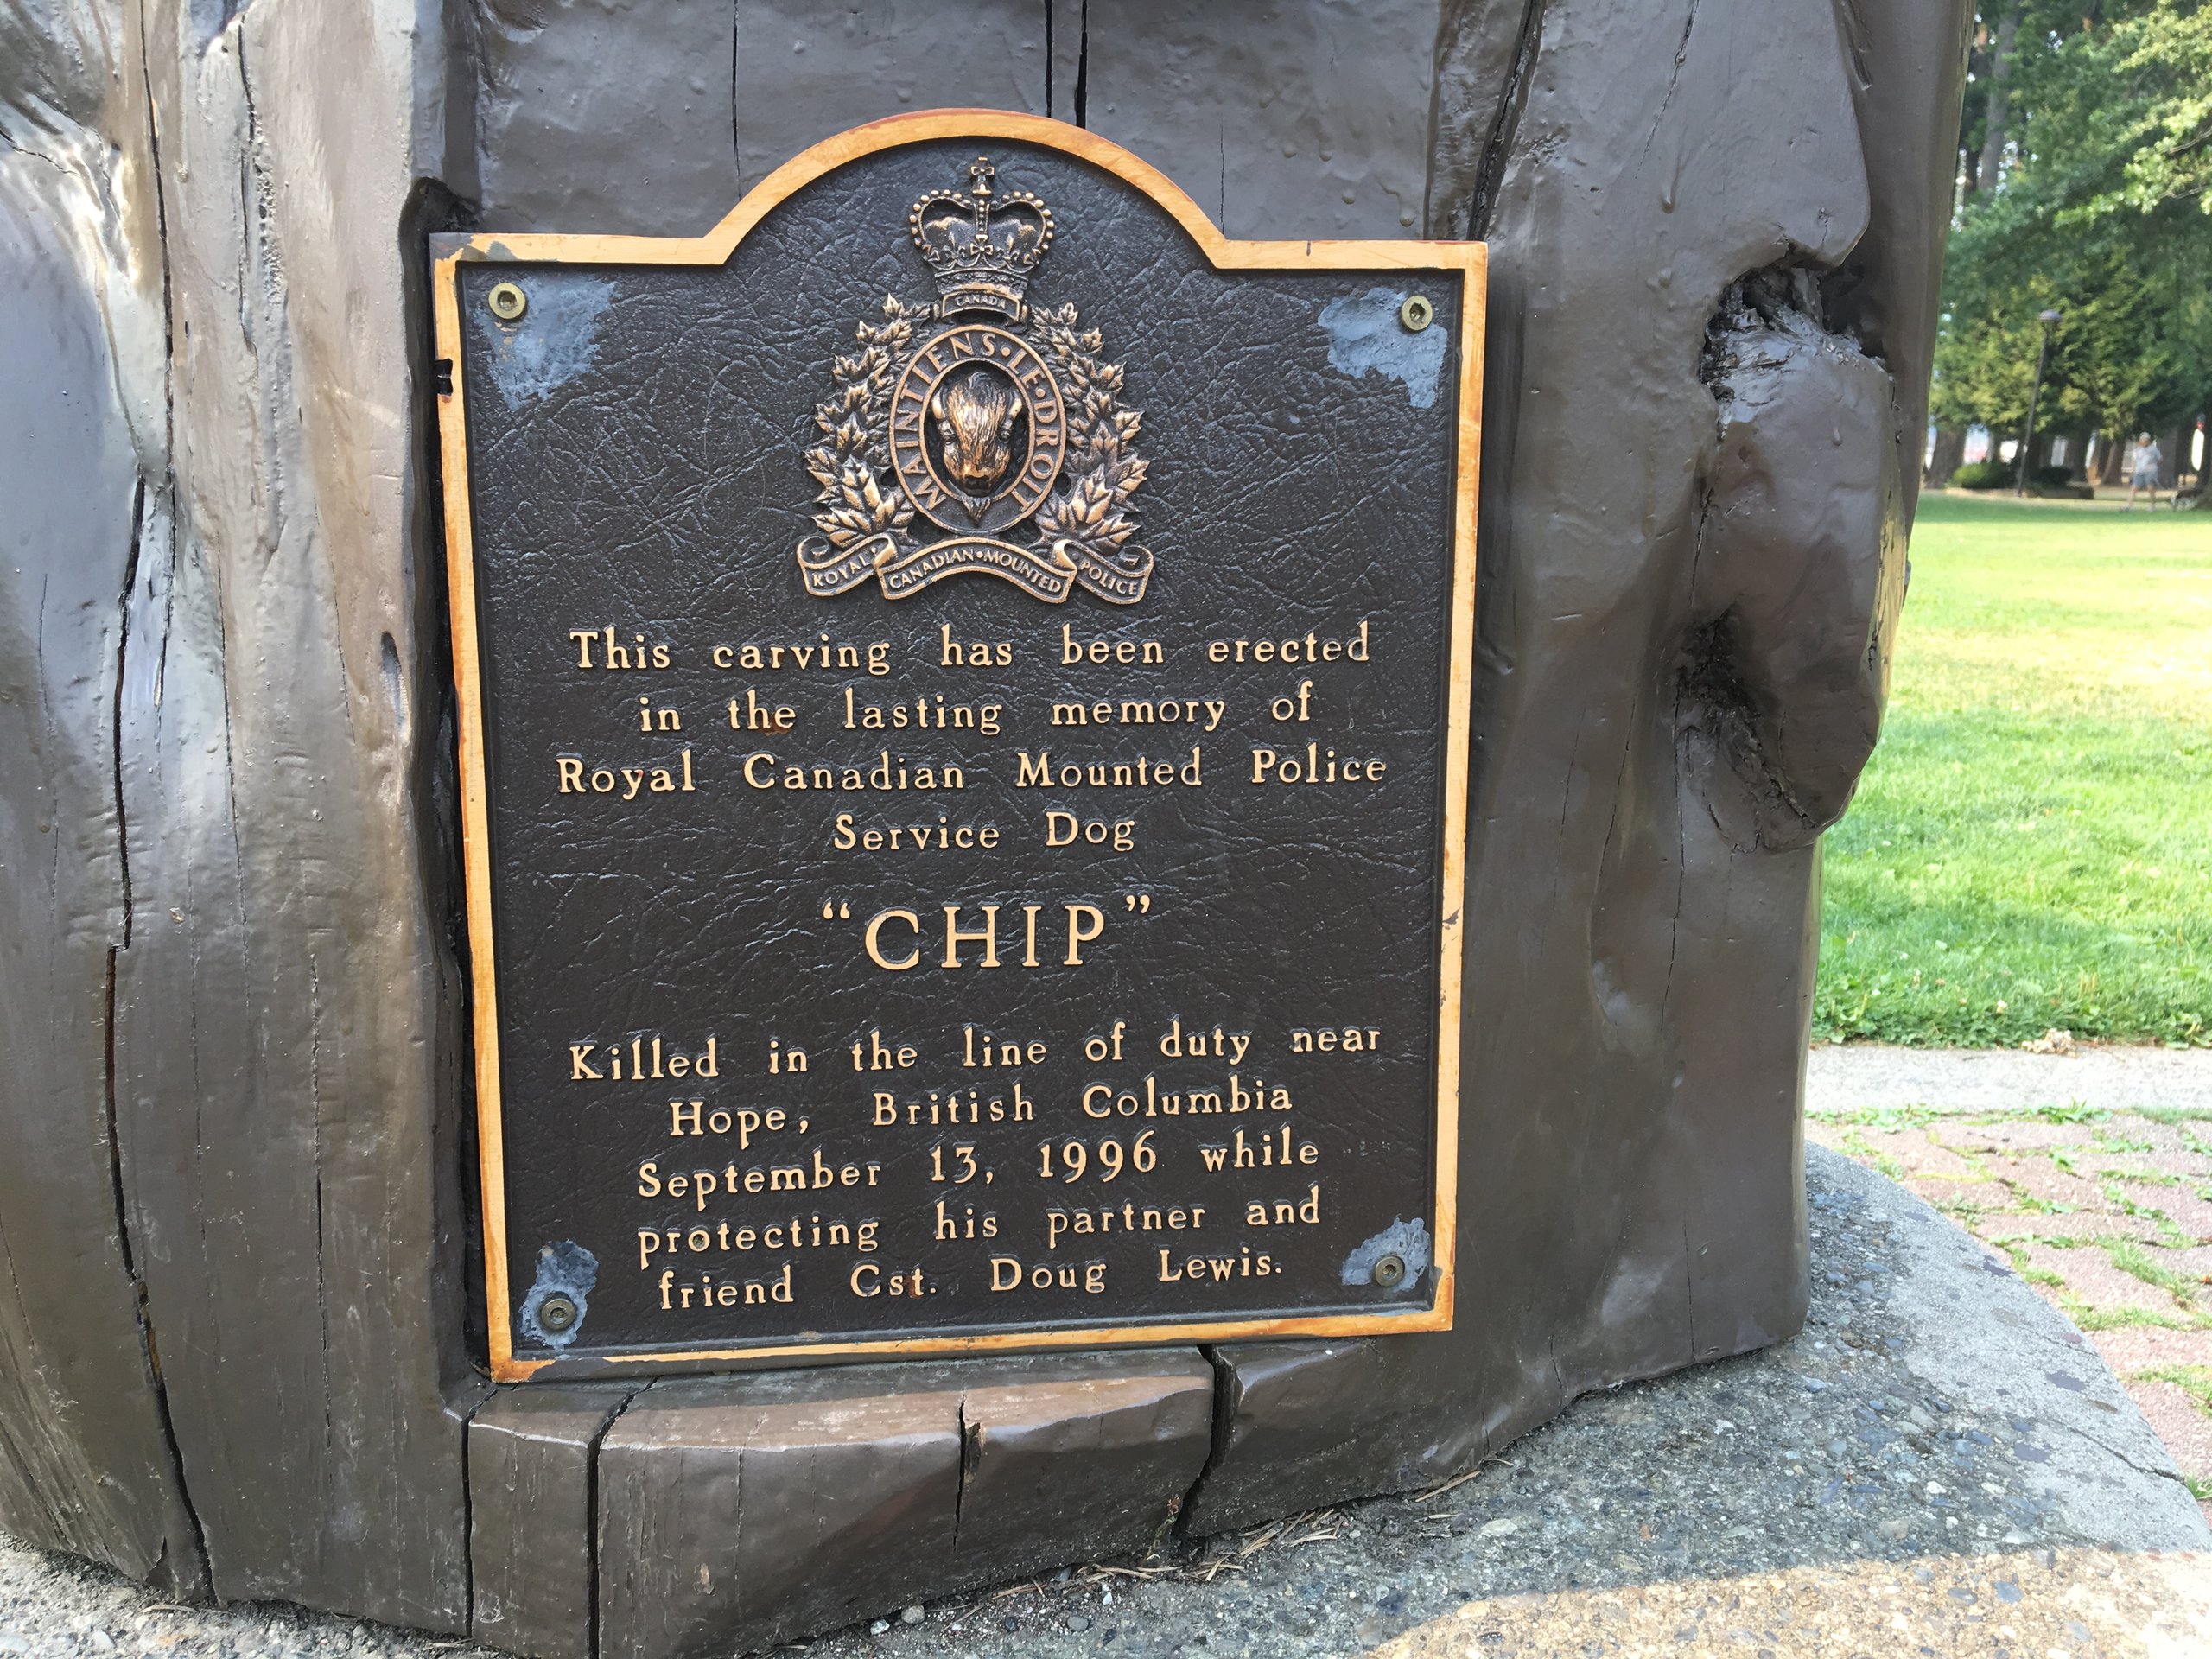 CANADA
MAINTIENS · LE · DROIT
ROYAL CANADIAN • MOUNTED POLICE
This carving has been erected
in the lasting memory of
Royal Canadian Mounted Police
Service Dog
"CHIP"
Killed in the line of duty near
Hope, British Columbia
September 13, 1996 while
protecting his partner and
friend Cst. Doug Lewis.